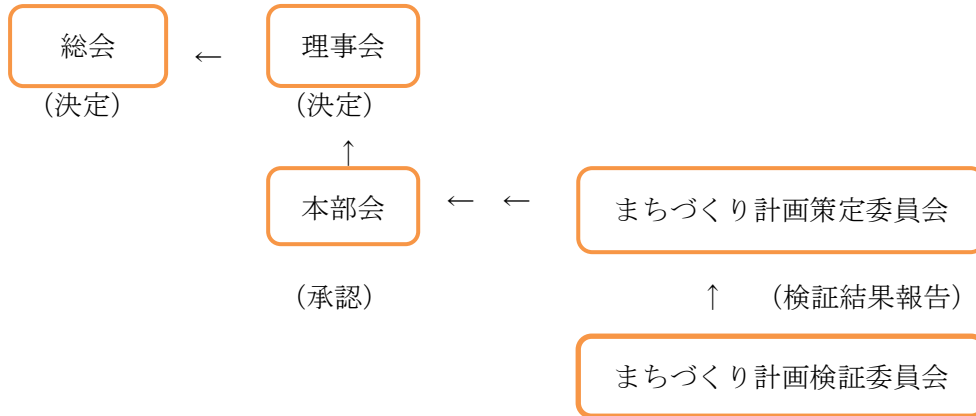 総会 ← 理事会
(決定) (決定)
↑
本部会 ← ← まちづくり計画策定委員会
(承認) ↑ (検証結果報告)
まちづくり計画検証委員会